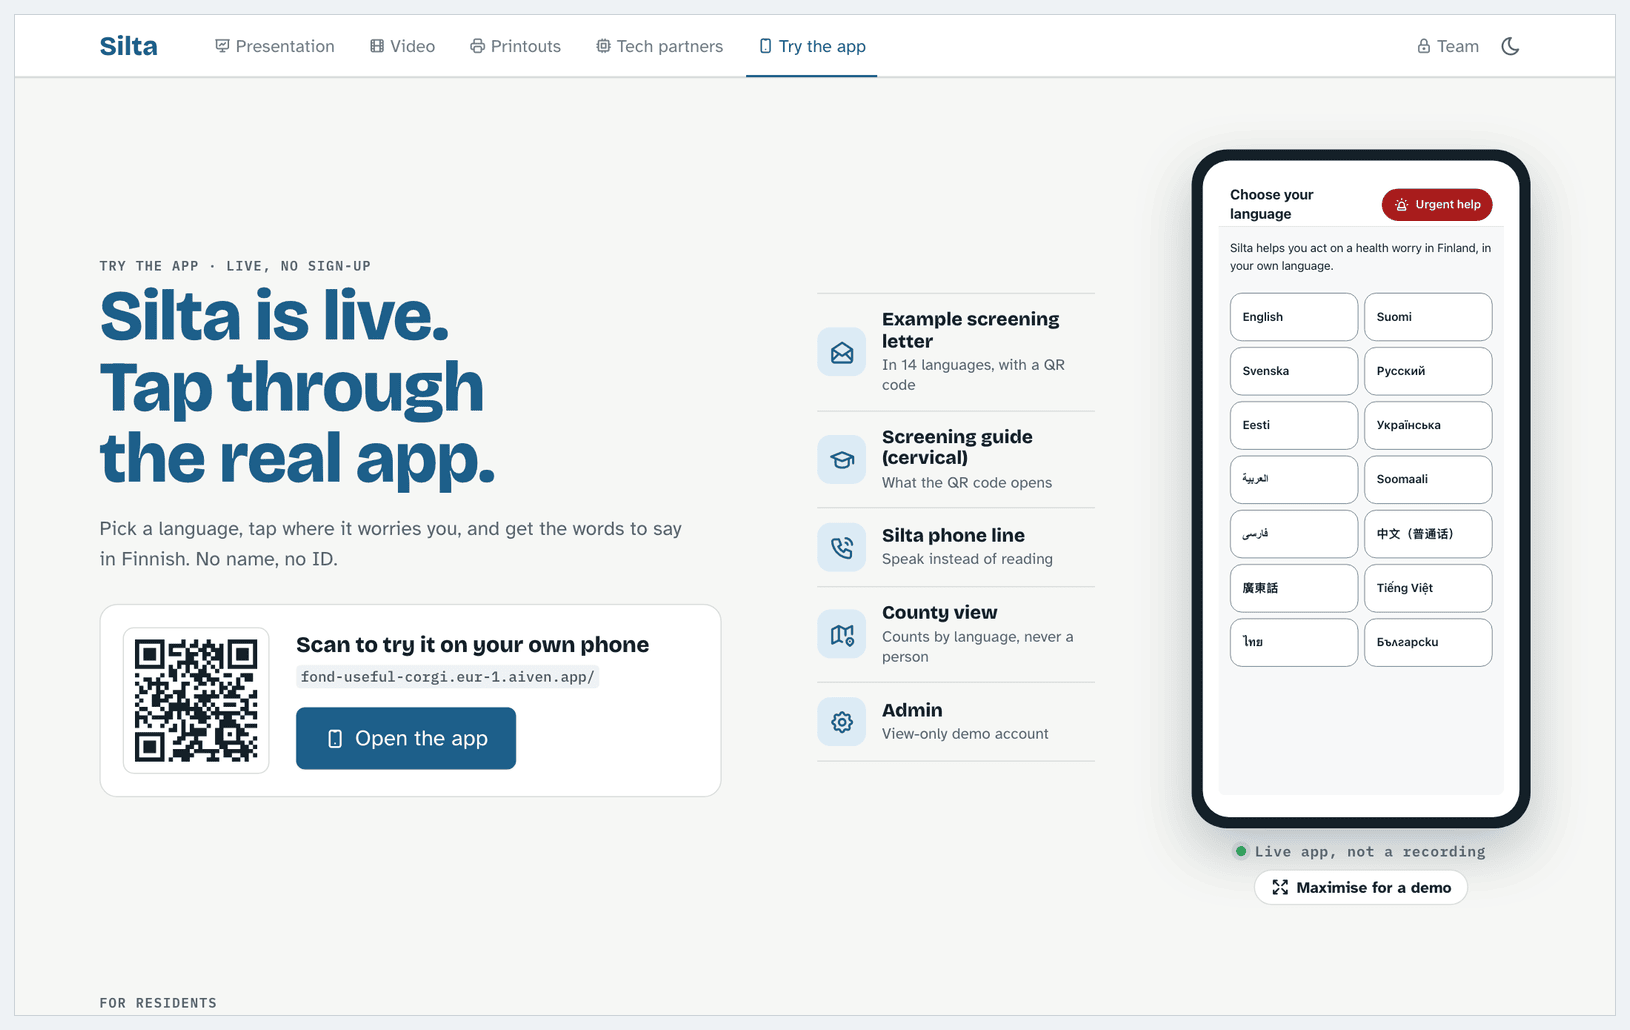 Silta
Presentation
Video
Printouts
Tech partners
Try the app
Team
TRY THE APP · LIVE, NO SIGN-UP
Silta is live.
Tap through
the real app.
Pick a language, tap where it worries you, and get the words to say
in Finnish. No name, no ID.
Scan to try it on your own phone
fond-useful-corgi.eur-1.aiven.app/
Open the app
Example screening
letter
In 14 languages, with a QR
code
Screening guide
(cervical)
What the QR code opens
Silta phone line
Speak instead of reading
County view
Counts by language, never a
person
Admin
View-only demo account
Choose your
language
Urgent help
Silta helps you act on a health worry in Finland, in
your own language.
English
Suomi
Svenska
Русский
Eesti
Українська
العربية
Soomaali
فارسی
中文（普通话）
廣東話
Tiếng Việt
ไทย
Български
Live app, not a recording
Maximise for a demo
FOR RESIDENTS